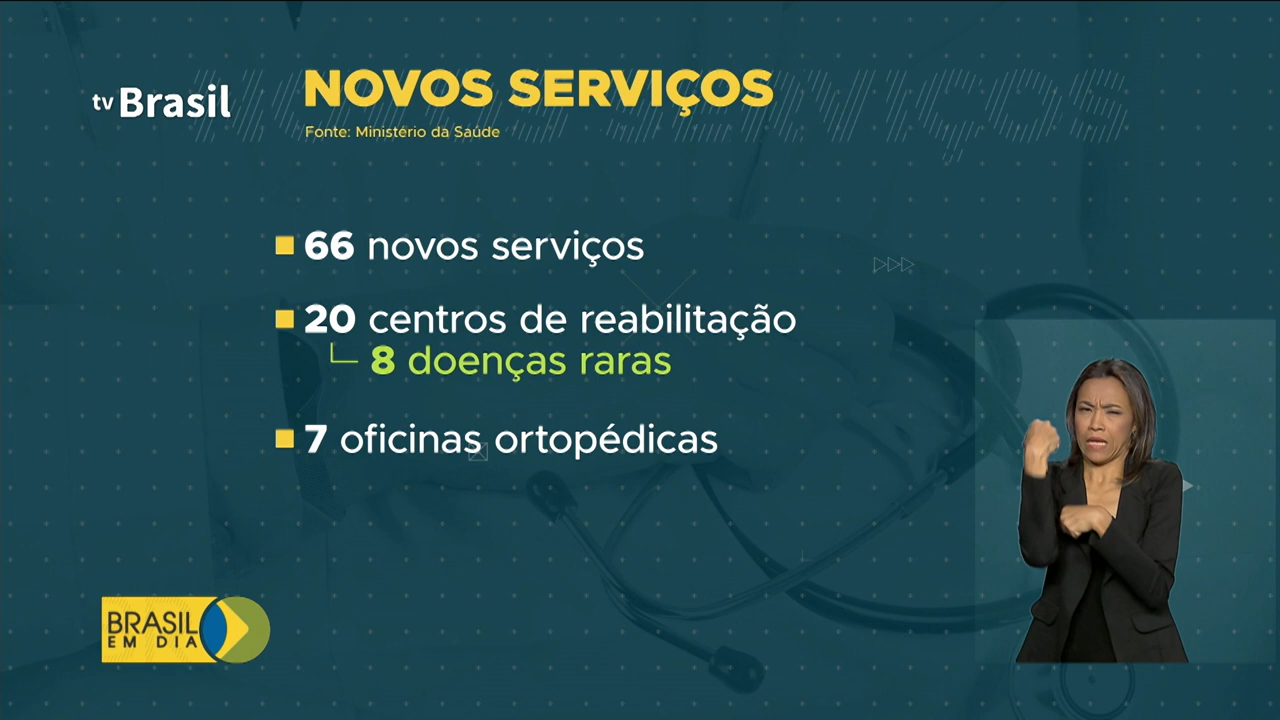 tv Brasil
NOVOS SERVIÇOS
Fonte: Ministério da Saúde
66 novos serviços
20 centros de reabilitação
8 doenças raras
7 oficinas ortopédicas
BRASIL
EM DIA